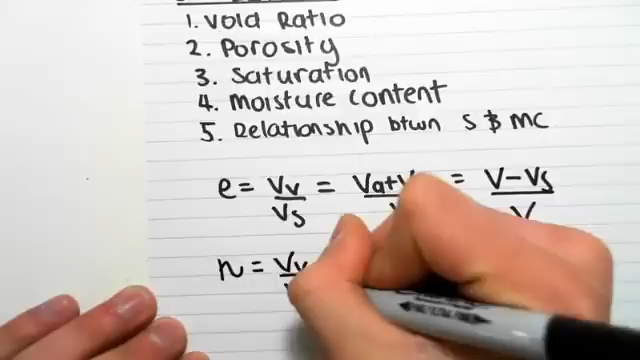 1. Void Ratio
2. Porosity
3. Saturation
4. Moisture Content
5. Relationship btwn S & MC
e = Vv/Vs = Va+V = V-Vs/V
n = Vv